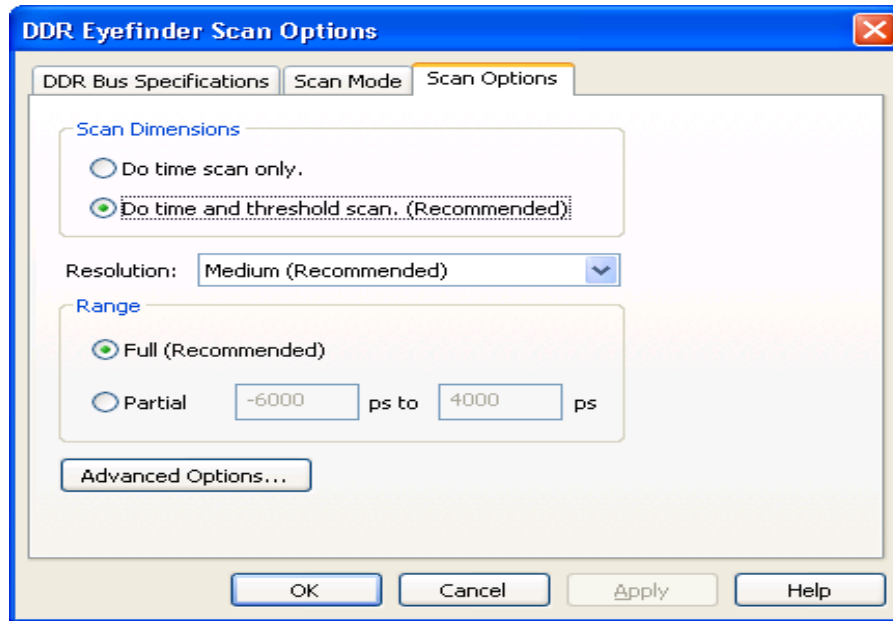 DDR Eyefinder Scan Options
DDR Bus Specifications Scan Mode Scan Options
Scan Dimensions
Do time scan only.
Do time and threshold scan. (Recommended)
Resolution: Medium (Recommended)
Range
Full (Recommended)
Partial -6000 ps to 4000 ps
Advanced Options...
OK Cancel Apply Help